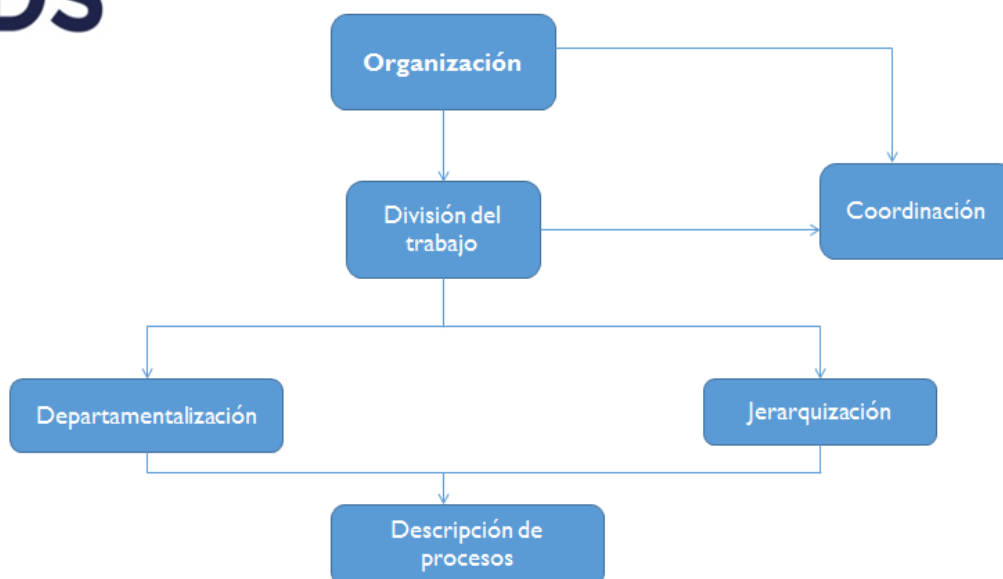 Organización
División del
trabajo
Coordinación
Departamentalización
Jerarquización
Descripción de
procesos